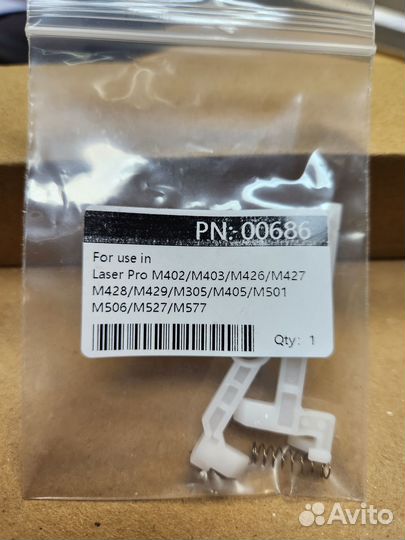 PN: 00686
For use in
Laser Pro M402/M403/M426/M427
M428/M429/M305/M405/M501
M506/M527/M577
Qty: 1
Avito